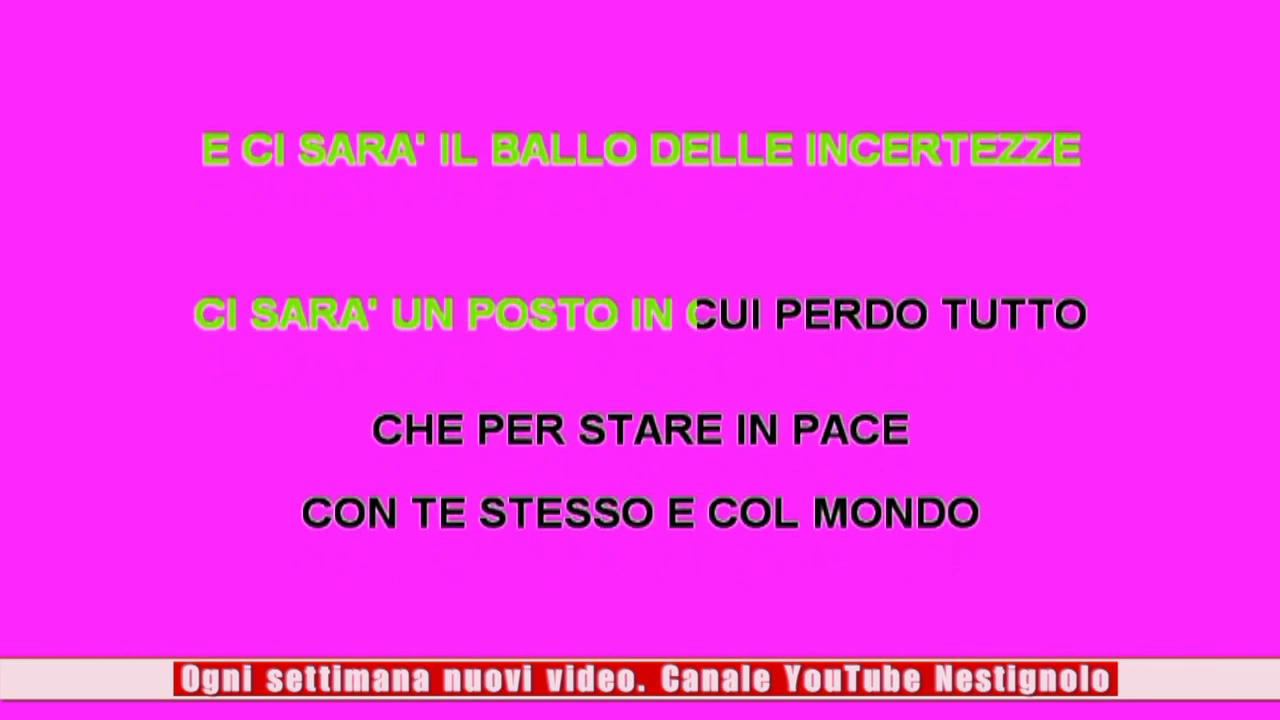 E CI SARA' IL BALLO DELLE INCERTEZZE
CI SARA' UN POSTO IN CUI PERDO TUTTO
CHE PER STARE IN PACE
CON TE STESSO E COL MONDO
Ogni settimana nuovi video. Canale YouTube Nestignolo